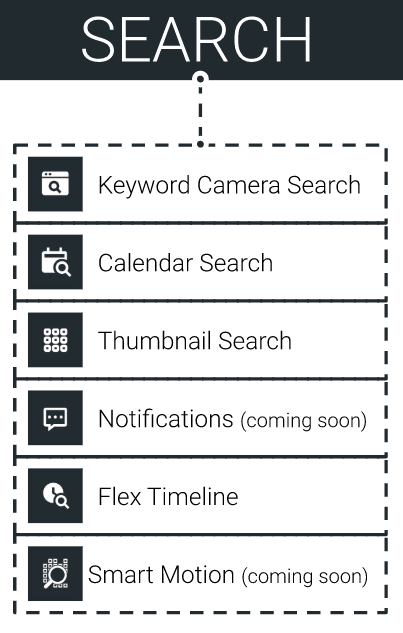 SEARCH
Keyword Camera Search
Calendar Search
Thumbnail Search
Notifications (coming soon)
Flex Timeline
Smart Motion (coming soon)